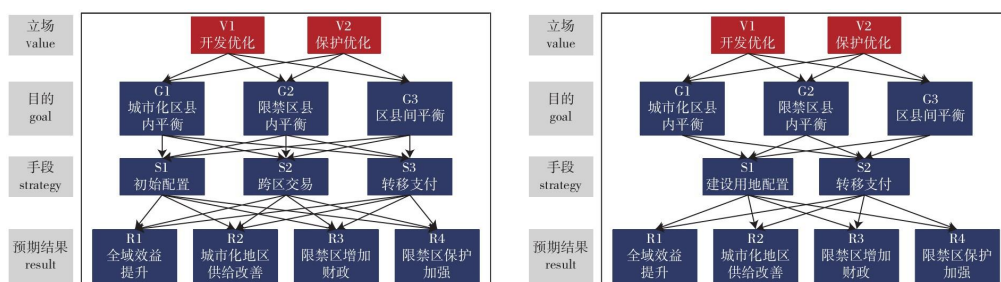 立场
value
V1
开发优化
V2
保护优化
目的
goal
G1
城市化区县
内平衡
G2
限禁区县
内平衡
G3
区县间平衡
手段
strategy
S1
初始配置
S2
跨区交易
S3
转移支付
预期结果
result
R1
全域效益
提升
R2
城市化地区
供给改善
R3
限禁区增加
财政
R4
限禁区保护
加强
立场
value
V1
开发优化
V2
保护优化
目的
goal
G1
城市化区县
内平衡
G2
限禁区县
内平衡
G3
区县间平衡
手段
strategy
S1
建设用地配置
S2
转移支付
预期结果
result
R1
全域效益
提升
R2
城市化地区
供给改善
R3
限禁区增加
财政
R4
限禁区保护
加强